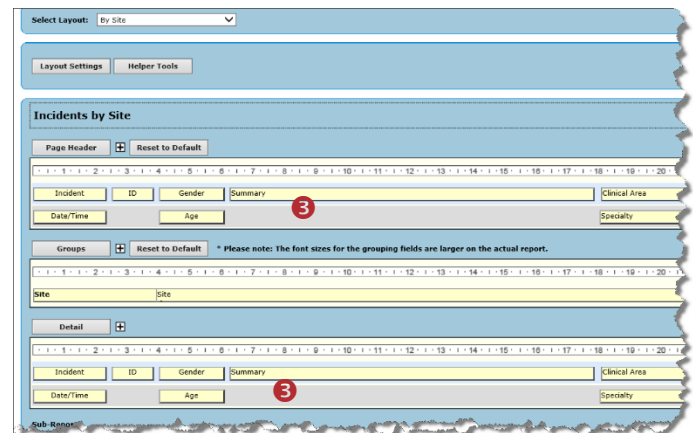 Select Layout: By Site
Layout Settings Helper Tools
Incidents by Site
Page Header Reset to Default
1 2 3 4 5 6 7 8 9 10 11 12 13 14 15 16 17 18 19 20
Incident ID Gender Summary Clinical Area
3
Date/Time Age Specialty
Groups Reset to Default * Please note: The font sizes for the grouping fields are larger on the actual report.
1 2 3 4 5 6 7 8 9 10 11 12 13 14 15 16 17 18 19 20
Site Site
Detail
1 2 3 4 5 6 7 8 9 10 11 12 13 14 15 16 17 18 19 20
Incident ID Gender Summary Clinical Area
Date/Time Age 3 Specialty